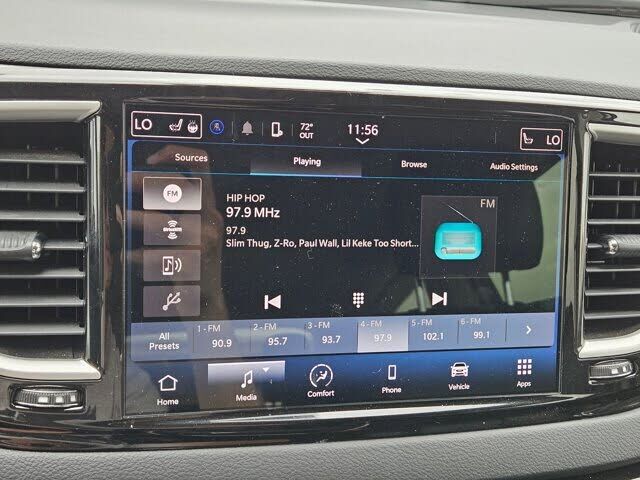 LO
72°
OUT
11:56
LO
Sources
Playing
Browse
Audio Settings
FM
HIP HOP
97.9 MHz
97.9
Slim Thug, Z-Ro, Paul Wall, Lil Keke Too Short...
FM
SiriusXM
All
Presets
1 - FM
90.9
2 - FM
95.7
3 - FM
93.7
4 - FM
97.9
5 - FM
102.1
6 - FM
99.1
Home
Media
Comfort
Phone
Vehicle
Apps